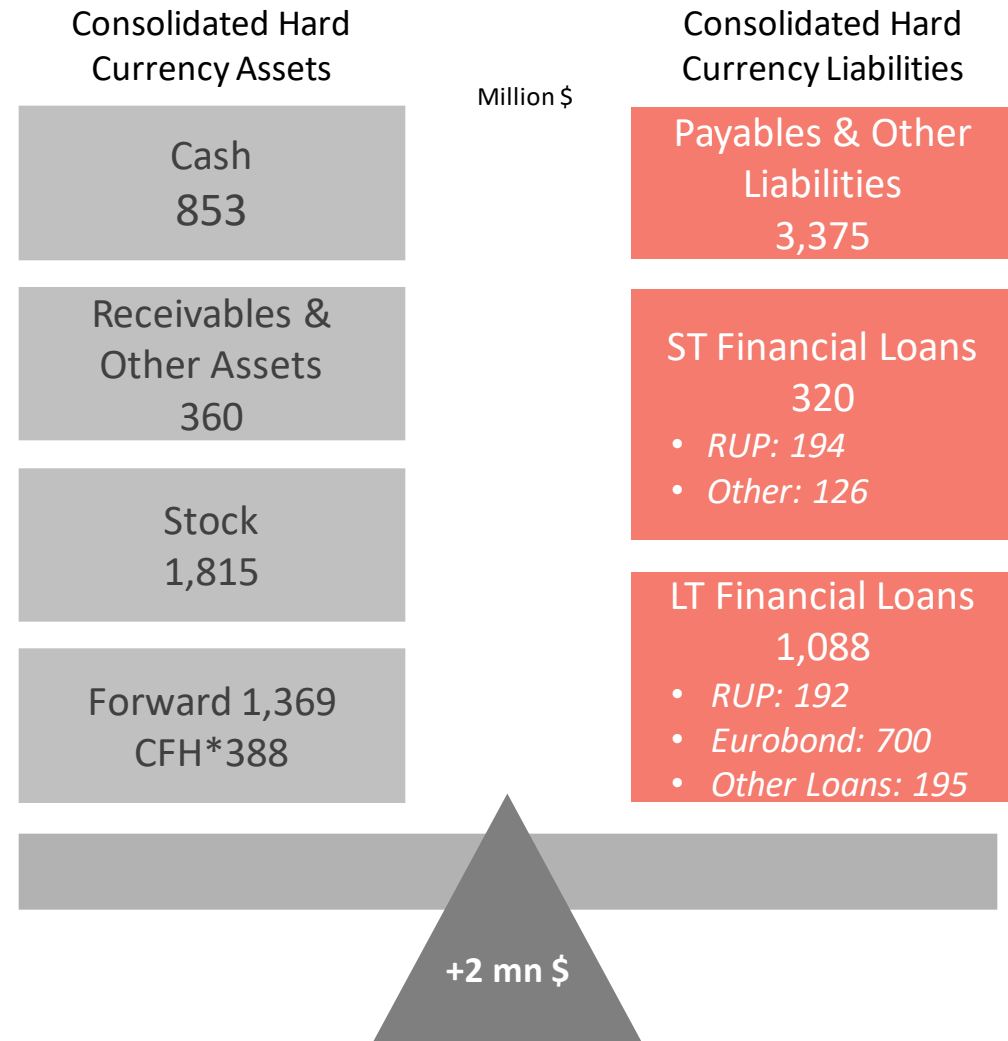 Consolidated Hard
Currency Assets
Cash
853
Receivables &
Other Assets
360
Stock
1,815
Forward 1,369
CFH*388
Million $
Consolidated Hard
Currency Liabilities
Payables & Other
Liabilities
3,375
ST Financial Loans
320
• RUP: 194
• Other: 126
LT Financial Loans
1,088
• RUP: 192
• Eurobond: 700
• Other Loans: 195
+2 mn $